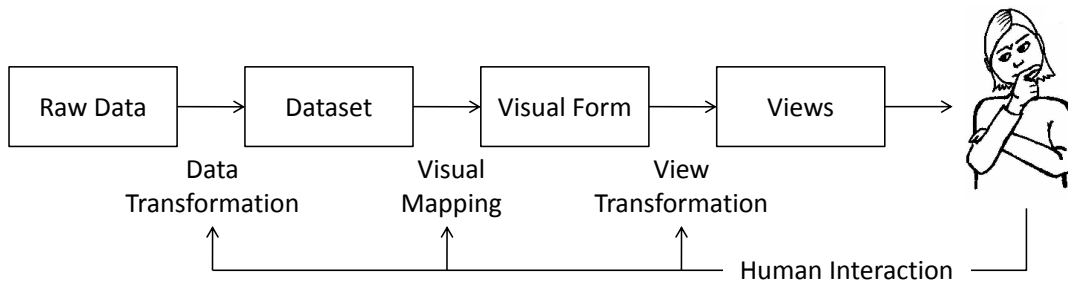 Raw Data
Dataset
Visual Form
Views
Data
Transformation
Visual
Mapping
View
Transformation
Human Interaction